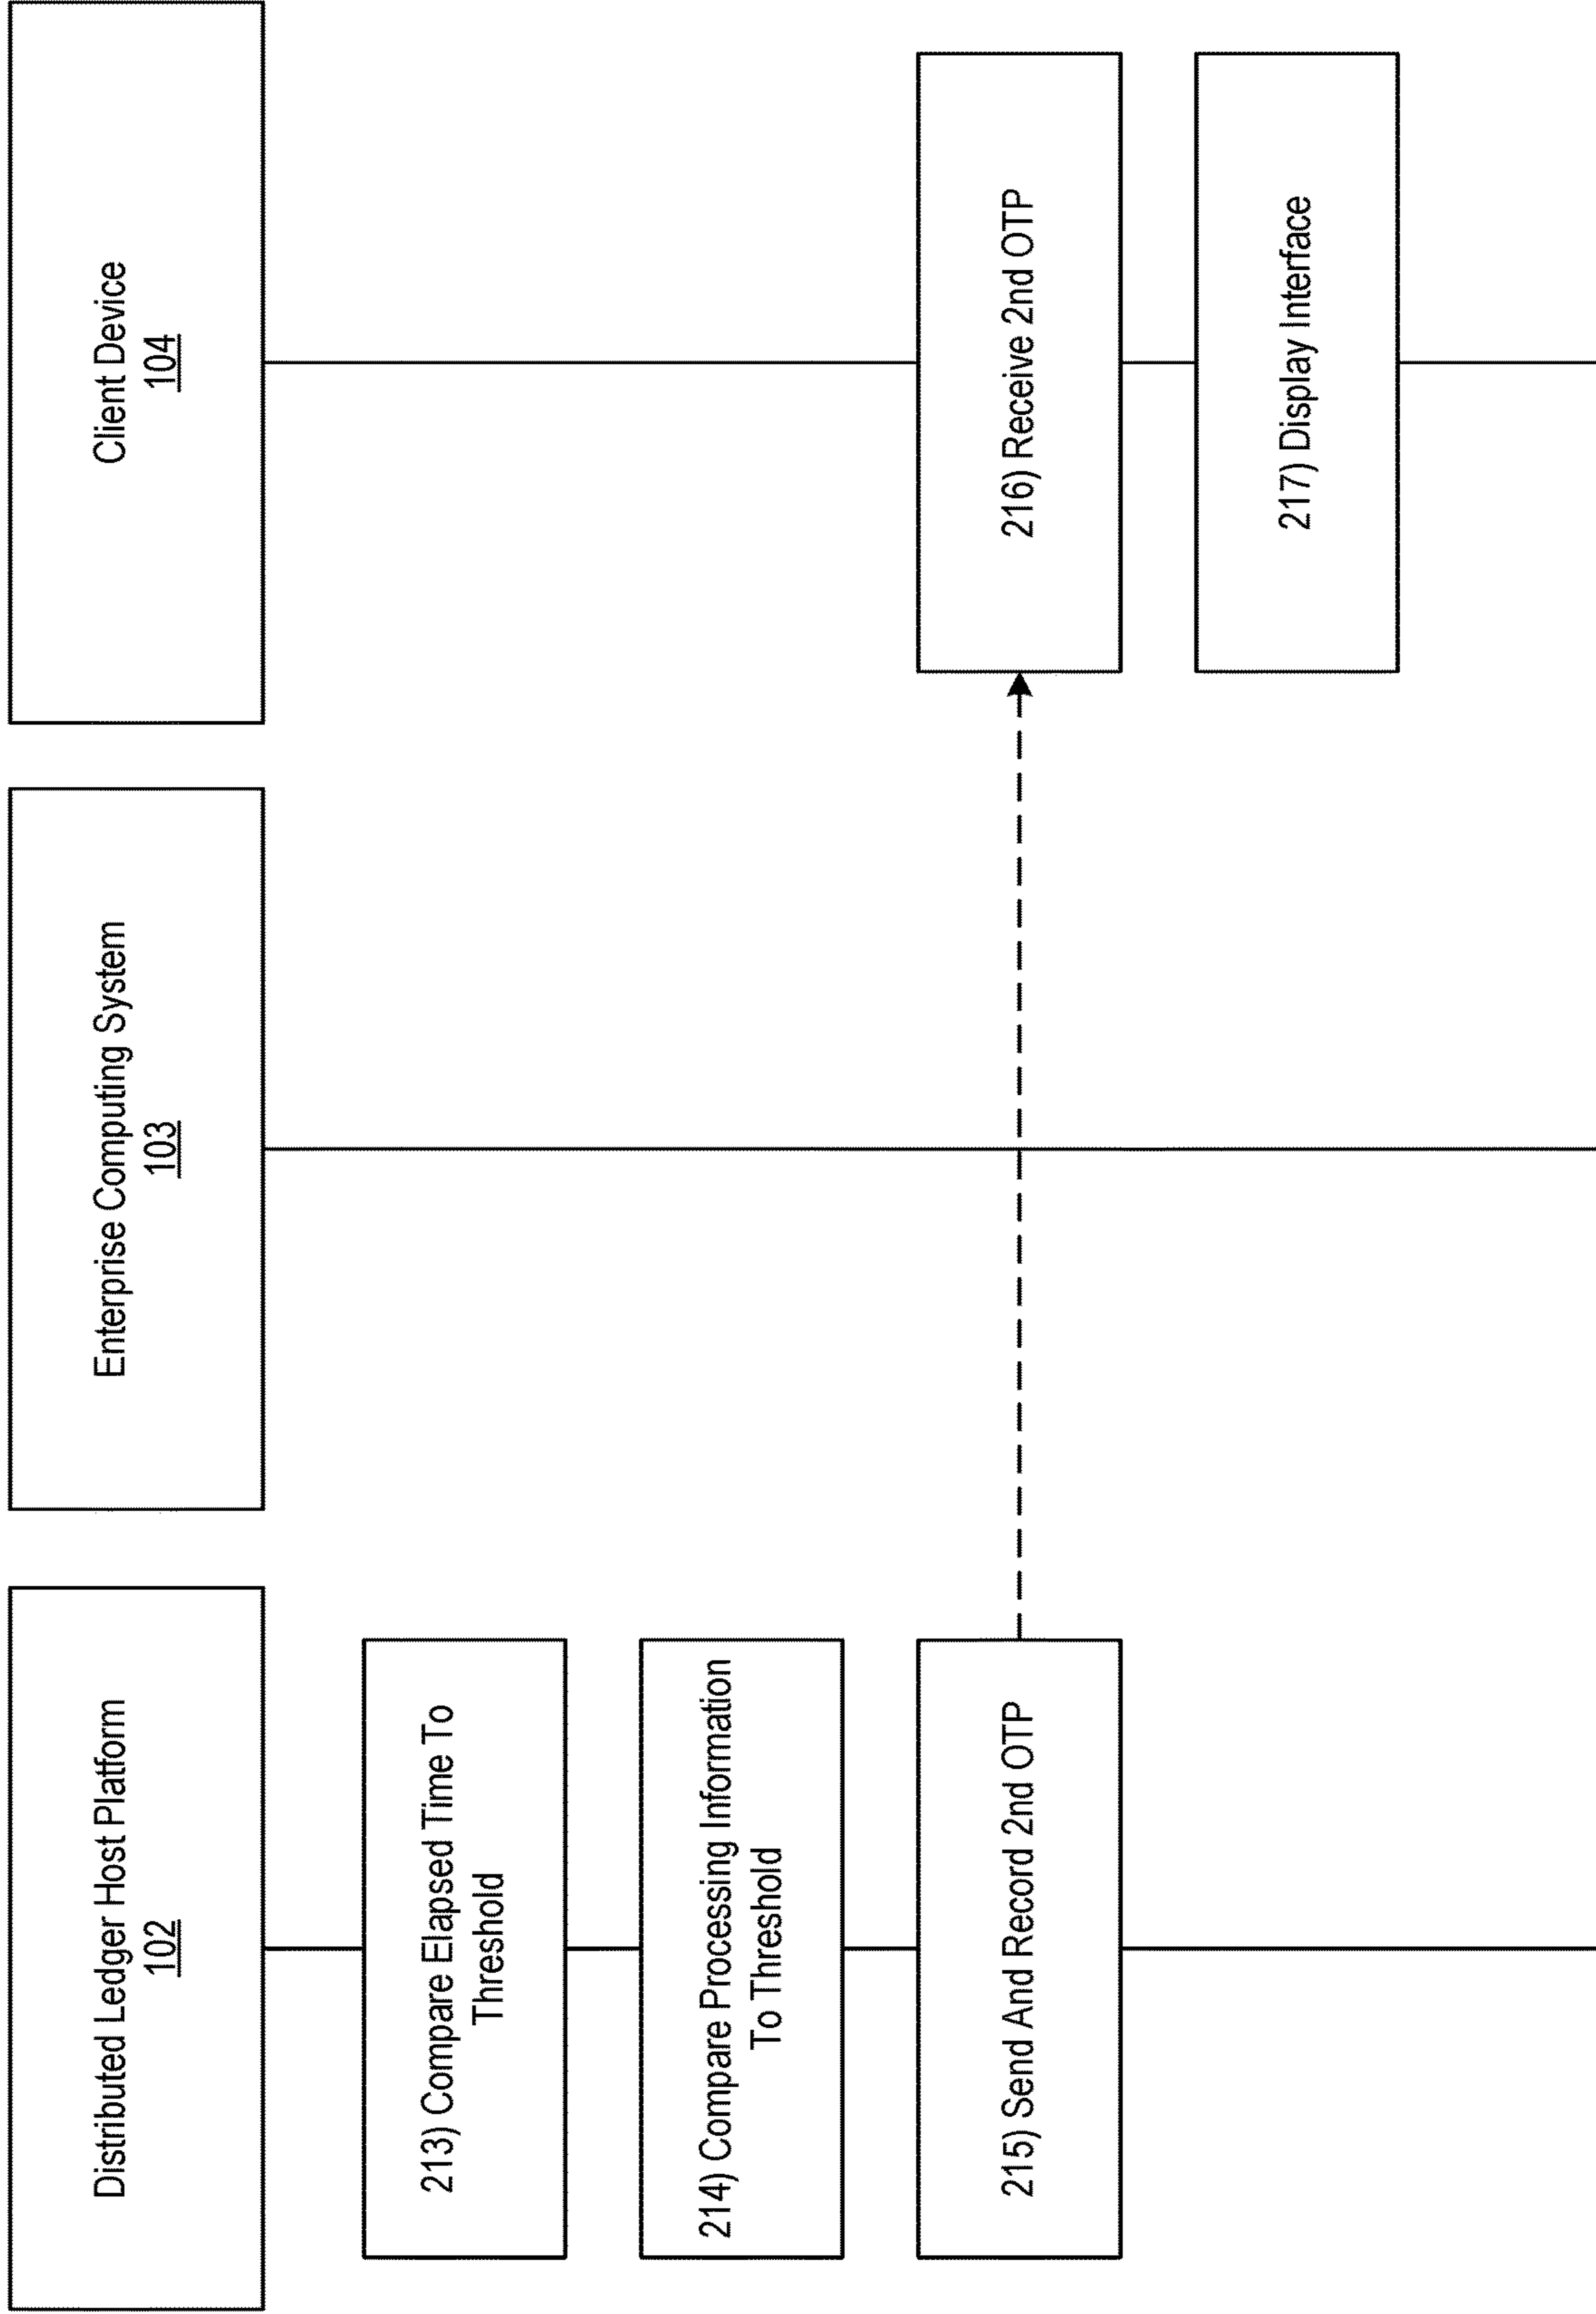 Distributed Ledger Host Platform
102
Enterprise Computing System
103
Client Device
104
213) Compare Elapsed Time To
Threshold
214) Compare Processing Information
To Threshold
215) Send And Record 2nd OTP
216) Receive 2nd OTP
217) Display Interface